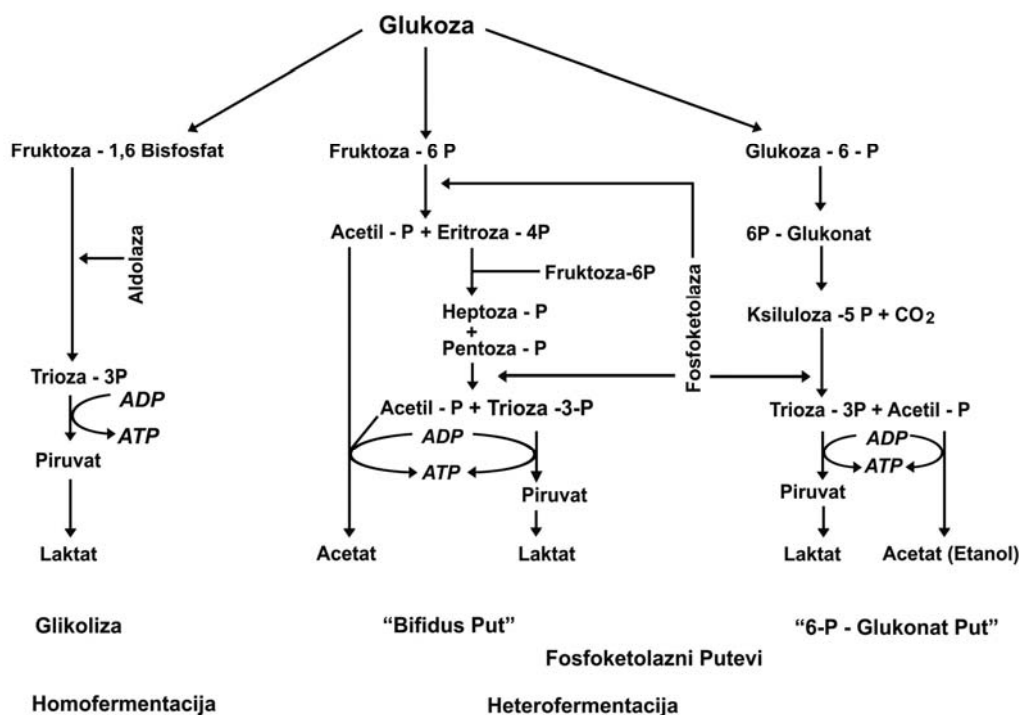 Glukoza
Fruktoza - 1,6 Bisfosfat
Aldolaza
Trioza - 3P
ADP
ATP
Piruvat
Laktat
Glikoliza
Homofermentacija
Fruktoza - 6 P
Acetil - P + Eritroza - 4P
Fruktoza-6P
Heptoza - P
+
Pentoza - P
Acetil - P + Trioza -3-P
ADP
ATP
Piruvat
Acetat
Laktat
“Bifidus Put”
Fosfoketolaza
Glukoza - 6 - P
6P - Glukonat
Ksiluloza -5 P + CO₂
Trioza - 3P + Acetil - P
ADP
ATP
Piruvat
Laktat
Acetat (Etanol)
“6-P - Glukonat Put”
Fosfoketolazni Putevi
Heterofermentacija